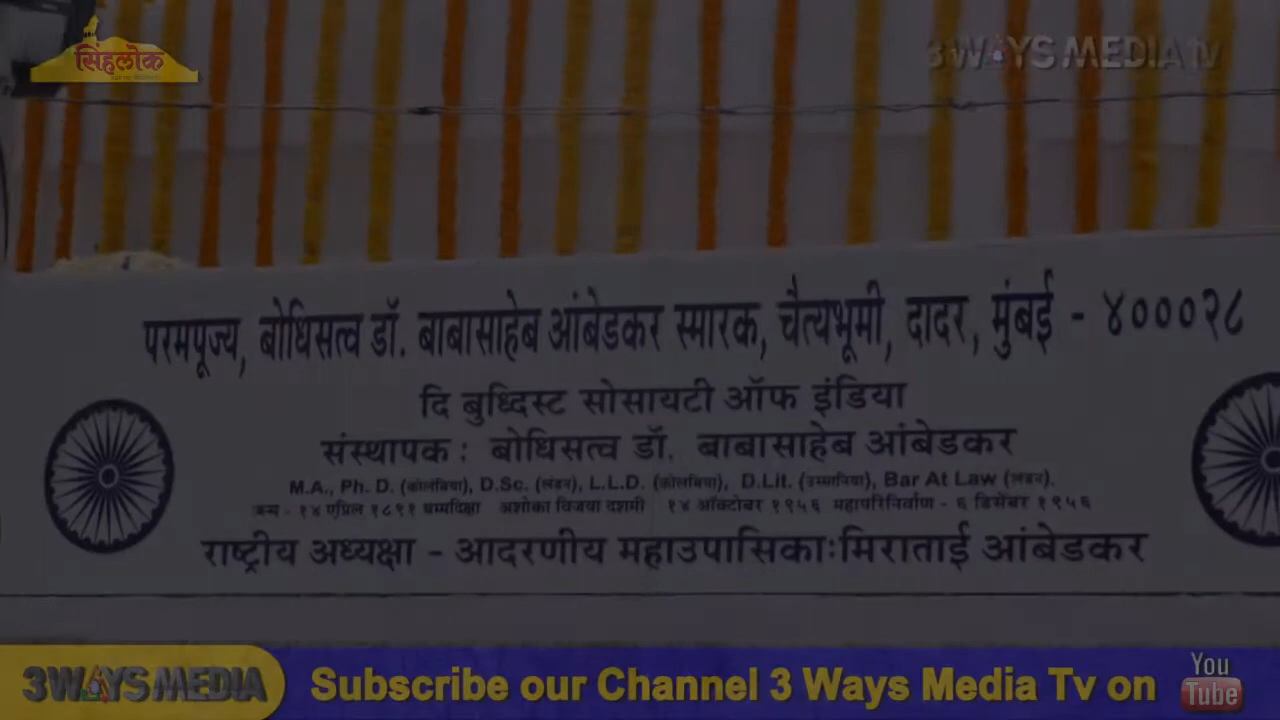 सिंहलोक
3WAYS MEDIA tv
परमपूज्य, बोधिसत्व डॉ. बाबासाहेब आंबेडकर स्मारक, चैत्यभूमी, दादर, मुंबई - ४०००२८
दि बुध्दिस्ट सोसायटी ऑफ इंडिया
संस्थापक : बोधिसत्व डॉ. बाबासाहेब आंबेडकर
M.A., Ph. D. (कोलंबिया), D.Sc. (लंडन), L.L.D. (कोलंबिया), D.Lit. (उस्मानिया), Bar At Law (लंडन).
जन्म - १४ एप्रिल १८९१ धम्मदिक्षा अशोका विजया दशमी १४ ऑक्टोबर १९५६ महापरिनिर्वाण - ६ डिसेंबर १९५६
राष्ट्रीय अध्यक्षा - आदरणीय महाउपासिकाःमिराताई आंबेडकर
3WAYS MEDIA Subscribe our Channel 3 Ways Media Tv on You Tube